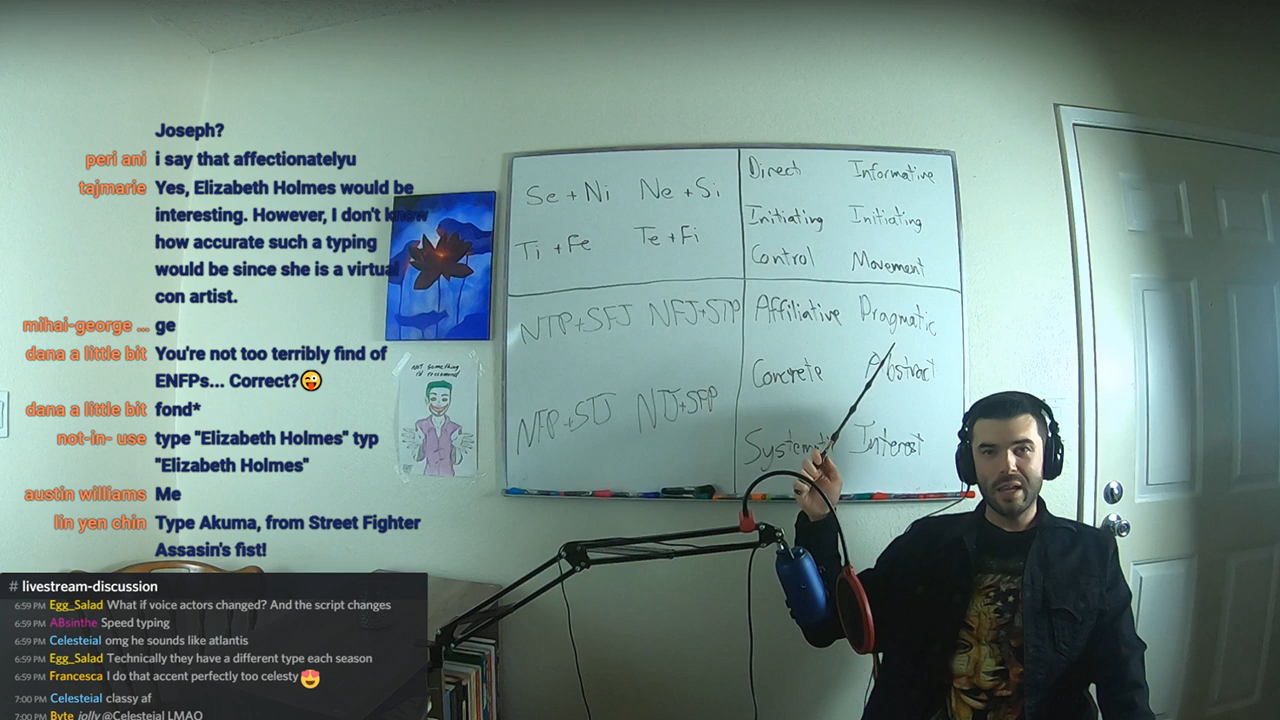 Joseph?
peri ani i say that affectionatelyu
tajmarie Yes, Elizabeth Holmes would be
interesting. However, I don't know
how accurate such a typing
would be since she is a virtual
con artist.
mihai-george ... ge
dana a little bit You're not too terribly find of
ENFPs... Correct?😜
dana a little bit fond*
not-in- use type "Elizabeth Holmes" typ
"Elizabeth Holmes"
austin williams Me
lin yen chin Type Akuma, from Street Fighter
Assasin's fist!
# livestream-discussion
6:59 PM Egg_Salad What if voice actors changed? And the script changes
6:59 PM ABsinthe Speed typing
6:59 PM Celesteial omg he sounds like atlantis
6:59 PM Egg_Salad Technically they have a different type each season
6:59 PM Francesca I do that accent perfectly too celesty 😍
7:00 PM Celesteial classy af
7:00 PM Byte jolly @Celesteial LMAO
NOT something
I'd recommend
Se + Ni Ne + Si
Ti + Fe Te + Fi
NTP+SFJ NFJ+STP
NFP+STJ NTJ+SFP
Direct Informative
Initiating Initiating
Control Movement
Affiliative Pragmatic
Concrete Abstract
Systematic Interest